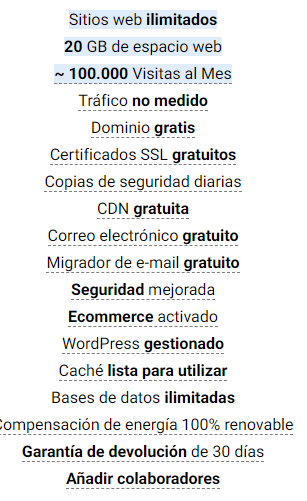 Sitios web ilimitados
20 GB de espacio web
~ 100.000 Visitas al Mes
Tráfico no medido
Dominio gratis
Certificados SSL gratuitos
Copias de seguridad diarias
CDN gratuita
Correo electrónico gratuito
Migrador de e-mail gratuito
Seguridad mejorada
Ecommerce activado
WordPress gestionado
Caché lista para utilizar
Bases de datos ilimitadas
Compensación de energía 100% renovable
Garantía de devolución de 30 días
Añadir colaboradores